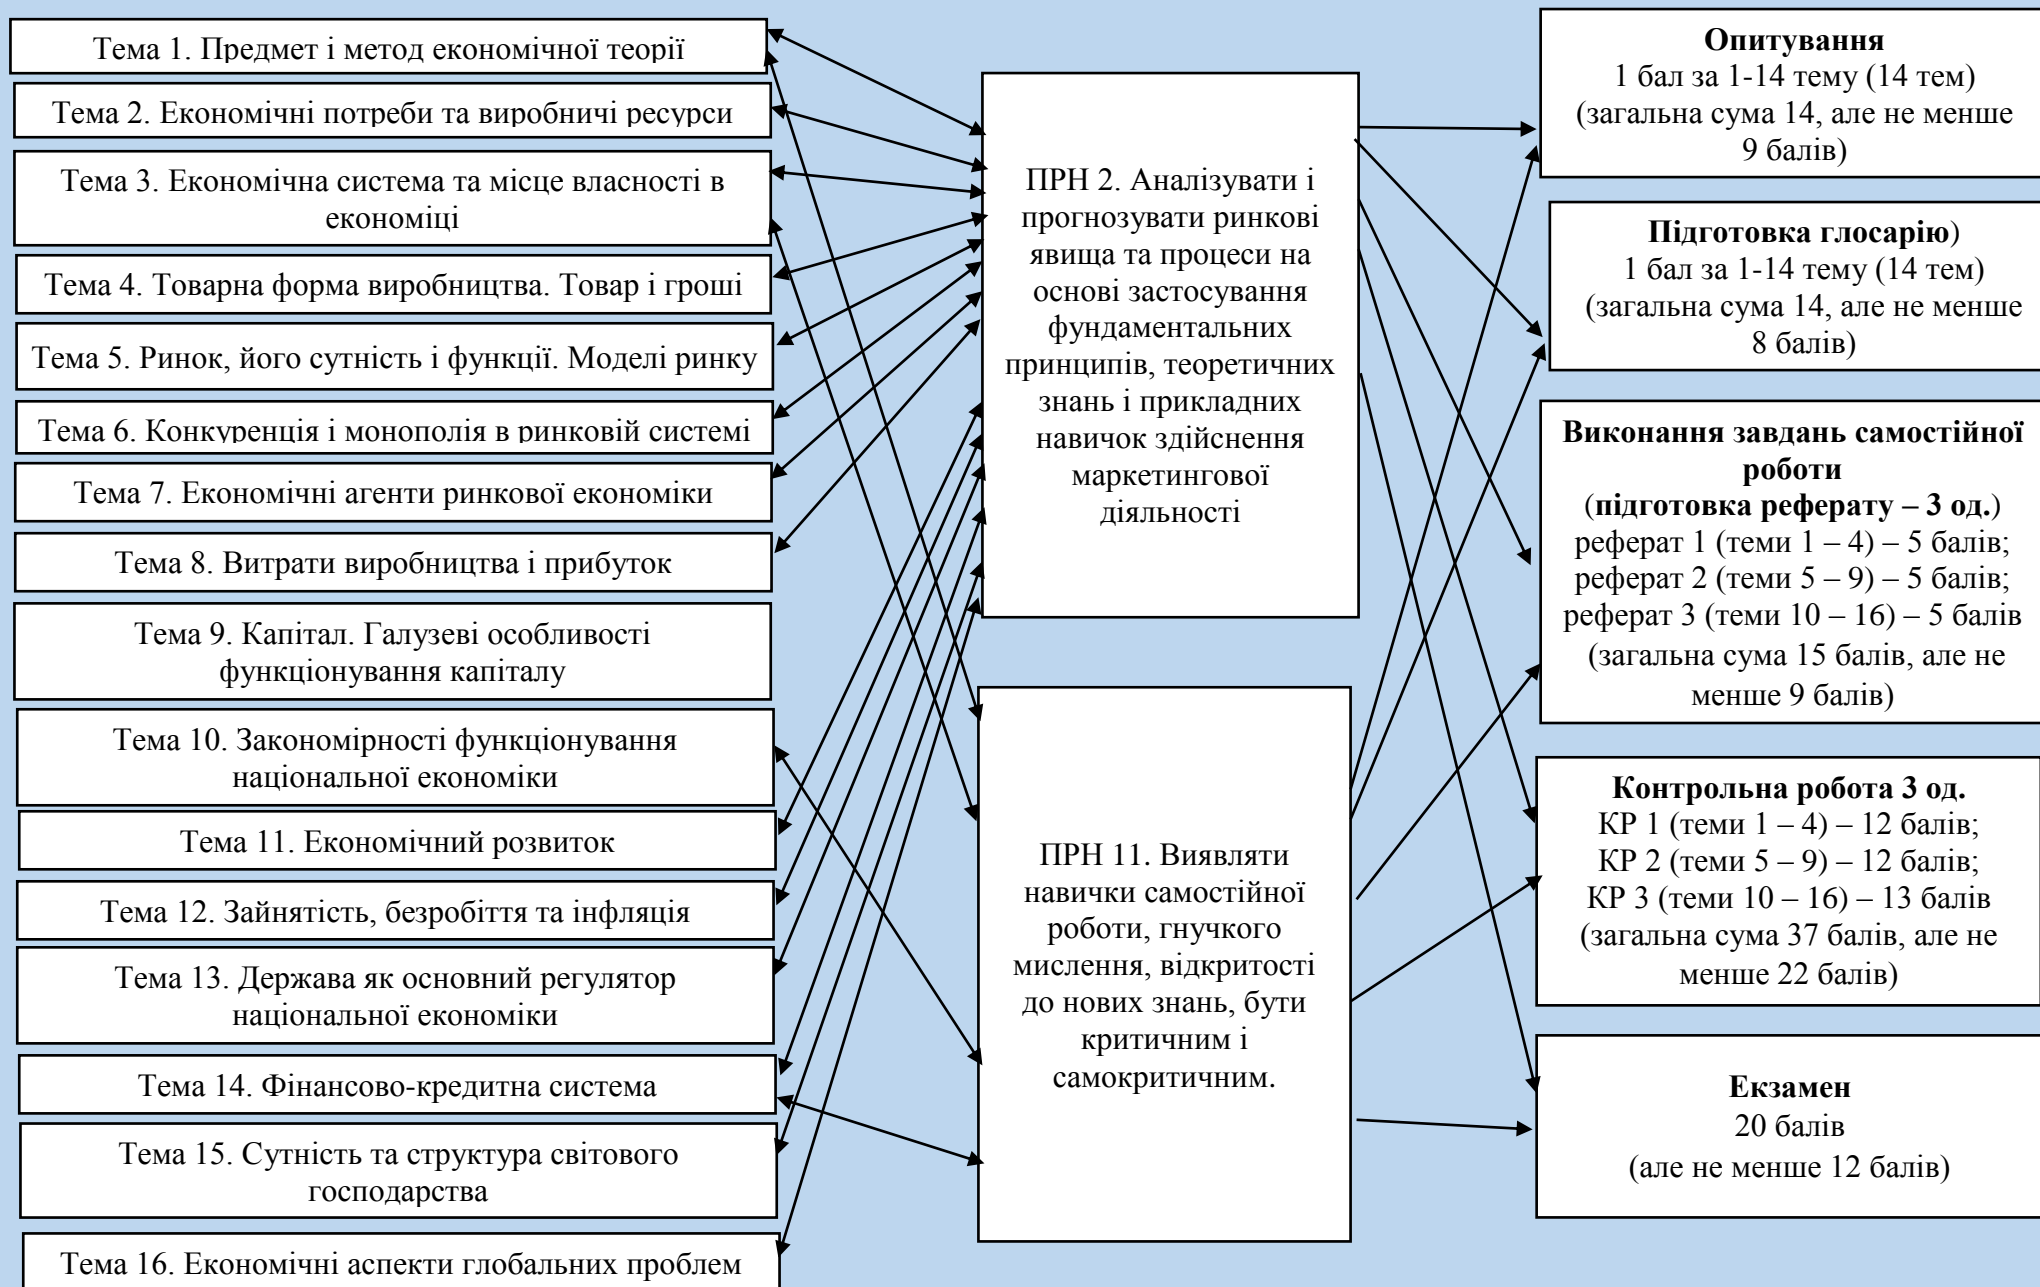 Тема 1. Предмет і метод економічної теорії
Тема 2. Економічні потреби та виробничі ресурси
Тема 3. Економічна система та місце власності в
економіці
Тема 4. Товарна форма виробництва. Товар і гроші
Тема 5. Ринок, його сутність і функції. Моделі ринку
Тема 6. Конкуренція і монополія в ринковій системі
Тема 7. Економічні агенти ринкової економіки
Тема 8. Витрати виробництва і прибуток
Тема 9. Капітал. Галузеві особливості
функціонування капіталу
Тема 10. Закономірності функціонування
національної економіки
Тема 11. Економічний розвиток
Тема 12. Зайнятість, безробіття та інфляція
Тема 13. Держава як основний регулятор
національної економіки
Тема 14. Фінансово-кредитна система
Тема 15. Сутність та структура світового
господарства
Тема 16. Економічні аспекти глобальних проблем
ПРН 2. Аналізувати і
прогнозувати ринкові
явища та процеси на
основі застосування
фундаментальних
принципів, теоретичних
знань і прикладних
навичок здійснення
маркетингової
діяльності
ПРН 11. Виявляти
навички самостійної
роботи, гнучкого
мислення, відкритості
до нових знань, бути
критичним і
самокритичним.
Опитування
1 бал за 1-14 тему (14 тем)
(загальна сума 14, але не менше
9 балів)
Підготовка глосарію)
1 бал за 1-14 тему (14 тем)
(загальна сума 14, але не менше
8 балів)
Виконання завдань самостійної
роботи
(підготовка реферату – 3 од.)
реферат 1 (теми 1 – 4) – 5 балів;
реферат 2 (теми 5 – 9) – 5 балів;
реферат 3 (теми 10 – 16) – 5 балів
(загальна сума 15 балів, але не
менше 9 балів)
Контрольна робота 3 од.
КР 1 (теми 1 – 4) – 12 балів;
КР 2 (теми 5 – 9) – 12 балів;
КР 3 (теми 10 – 16) – 13 балів
(загальна сума 37 балів, але не
менше 22 балів)
Екзамен
20 балів
(але не менше 12 балів)